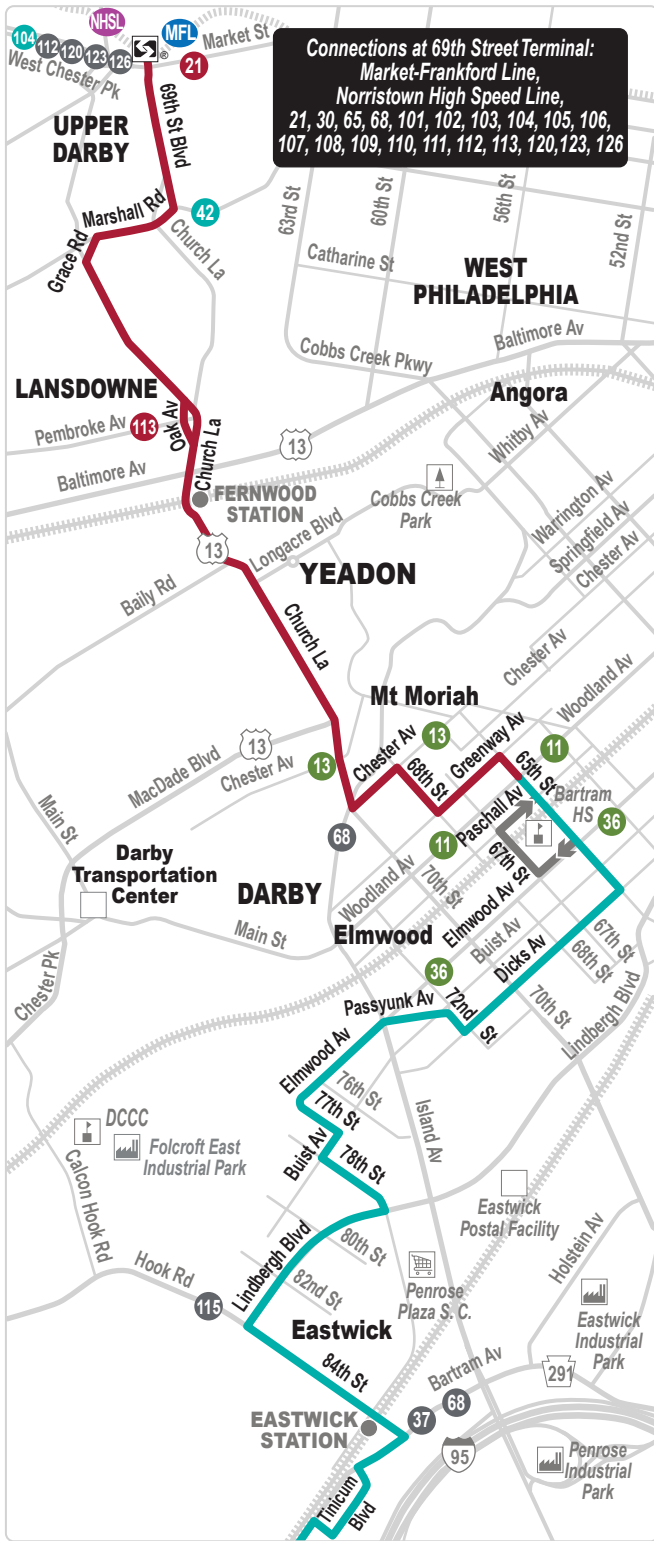 NHSL
MFL
104
112
120
123
126
®
21
Market St
West Chester Pk
Connections at 69th Street Terminal:
Market-Frankford Line,
Norristown High Speed Line,
21, 30, 65, 68, 101, 102, 103, 104, 105, 106,
107, 108, 109, 110, 111, 112, 113, 120,123, 126
UPPER
DARBY
69th St Blvd
Marshall Rd
42
Grace Rd
Church La
63rd St
60th St
56th St
52nd St
Catharine St
WEST
PHILADELPHIA
Baltimore Av
Cobbs Creek Pkwy
LANSDOWNE
Angora
Pembroke Av
113
Oak Av
Church La
13
Whitby Av
Baltimore Av
FERNWOOD
STATION
Cobbs Creek
Park
Warrington Av
Springfield Av
Chester Av
13
Longacre Blvd
YEADON
Baily Rd
Church La
Chester Av
Mt Moriah
Woodland Av
13
MacDade Blvd
Chester Av
13
Chester Av
13
Greenway Av
11
65th St
68th St
Main St
68
Paschall Av
Bartram
HS
36
11
67th St
Darby
Transportation
Center
DARBY
Woodland Av
70th St
Elmwood Av
Elmwood
Main St
Buist Av
67th St
68th St
Dicks Av
36
Chester Pk
Passyunk Av
72nd St
70th St
Lindbergh Blvd
Elmwood Av
76th St
77th St
Island Av
DCCC
Folcroft East
Industrial Park
Buist Av
78th St
Calcon Hook Rd
Eastwick
Postal Facility
Lindbergh Blvd
80th St
Holstein Av
Hook Rd
82nd St
Penrose
Plaza S. C.
115
Eastwick
Eastwick
Industrial
Park
84th St
Bartram Av
291
68
37
EASTWICK
STATION
95
Penrose
Industrial
Park
Tinicum
Blvd